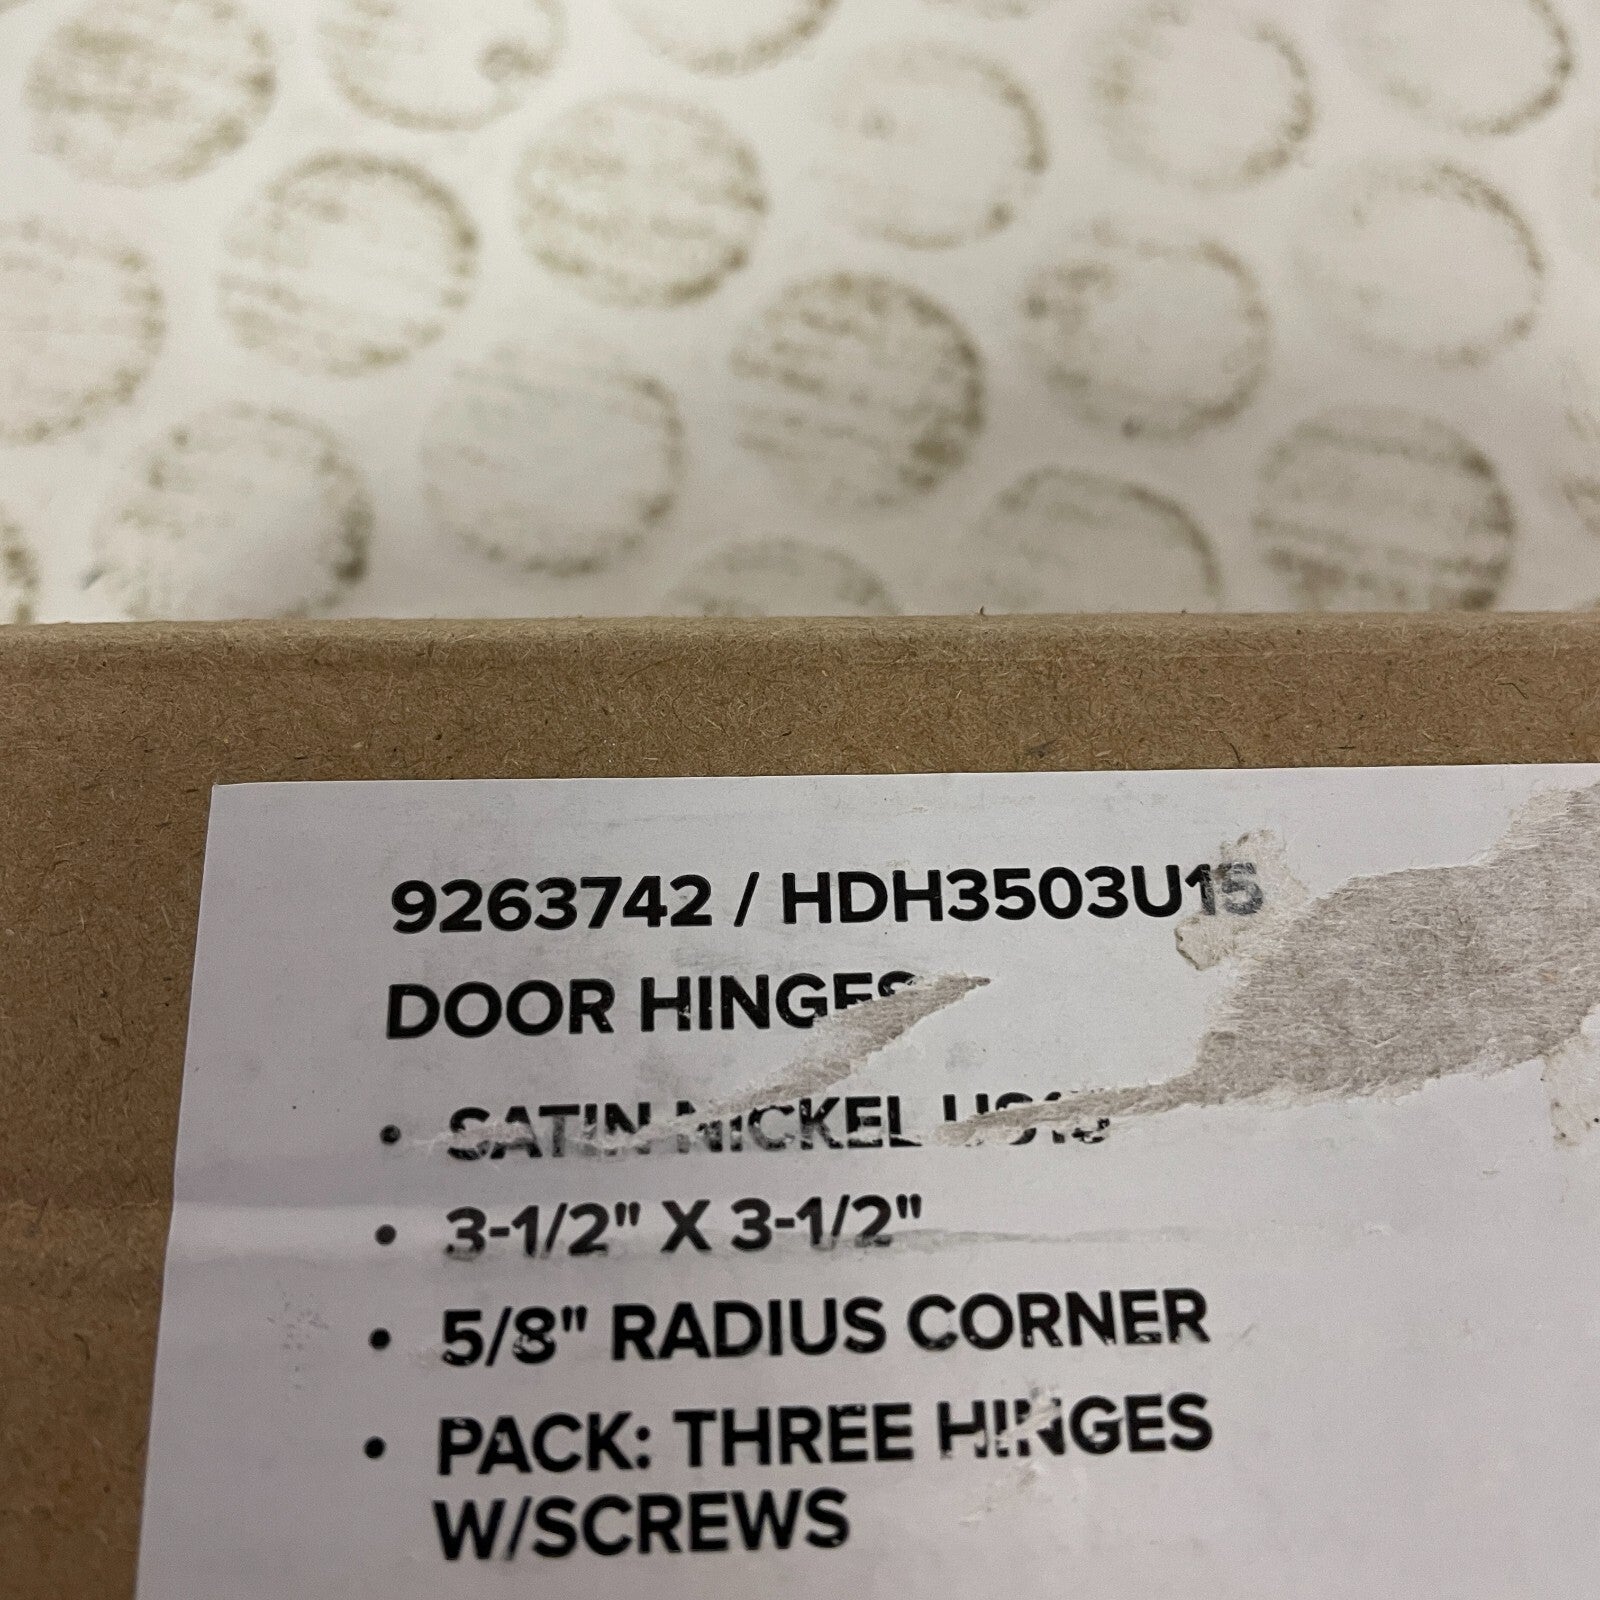 9263742 / HDH3503U15
DOOR HINGES
• SATIN NICKEL US15
• 3-1/2" X 3-1/2"
• 5/8" RADIUS CORNER
• PACK: THREE HINGES
W/SCREWS